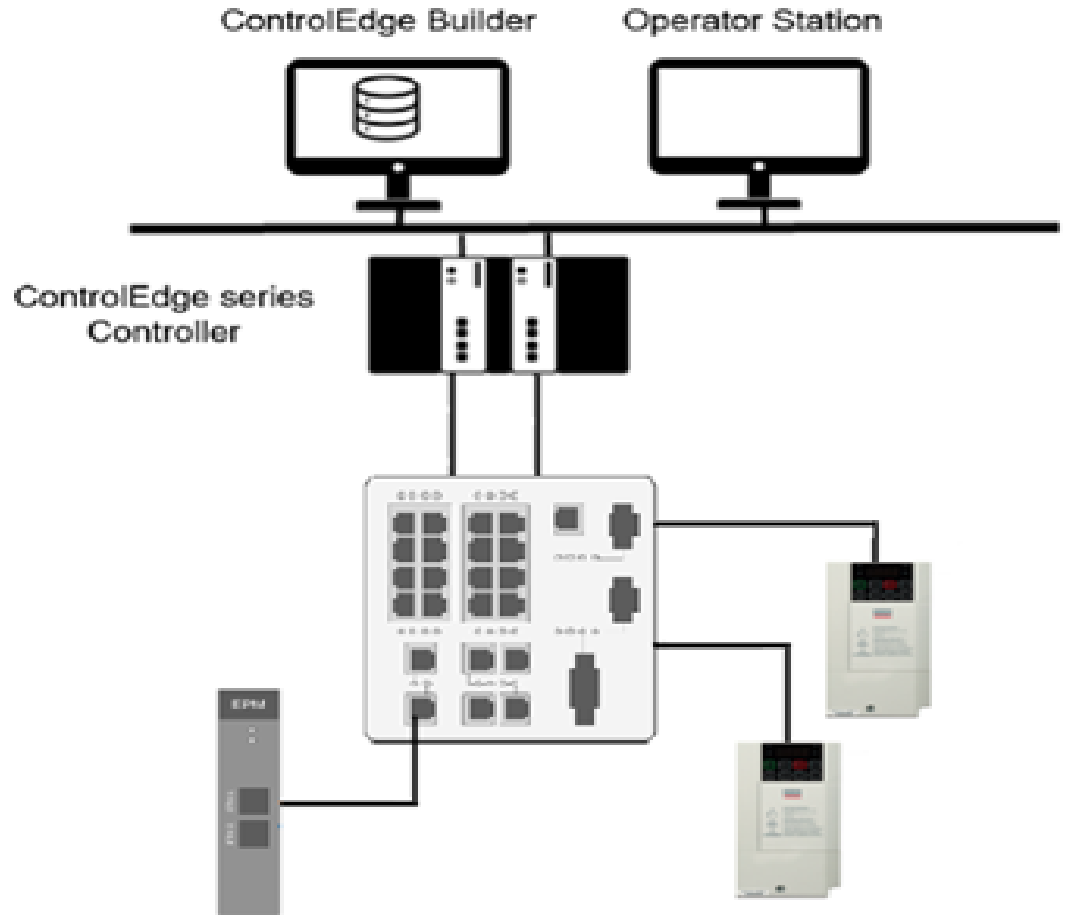 ControlEdge Builder
Operator Station
ControlEdge series
Controller
EPM